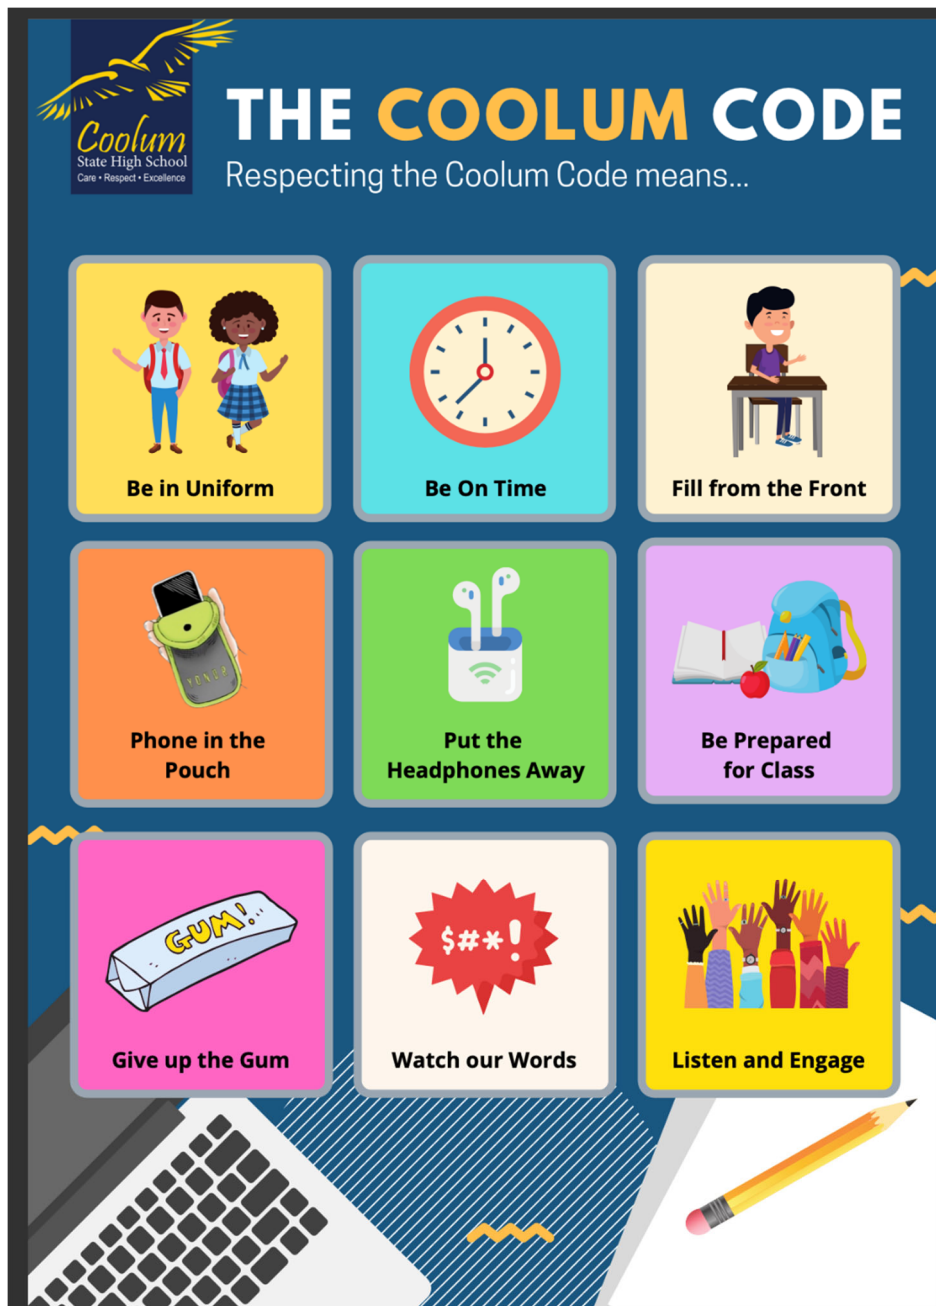 Coolum
State High School
Care • Respect • Excellence
THE COOLUM CODE
Respecting the Coolum Code means...
Be in Uniform
Be On Time
Fill from the Front
YONDR
Phone in the
Pouch
Put the
Headphones Away
Be Prepared
for Class
GUM!
Give up the Gum
$#*!
Watch our Words
Listen and Engage